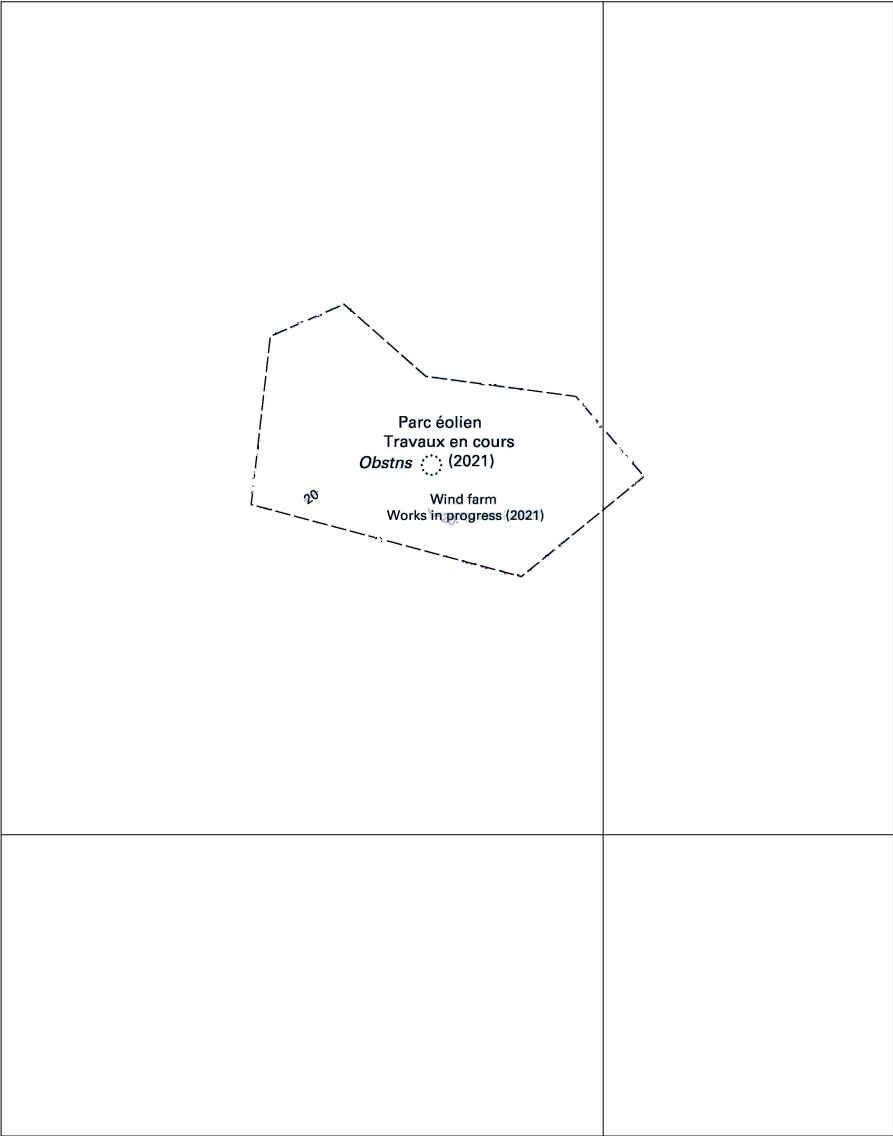 Parc éolien
Travaux en cours
Obstns (2021)
20
Wind farm
Works in progress (2021)